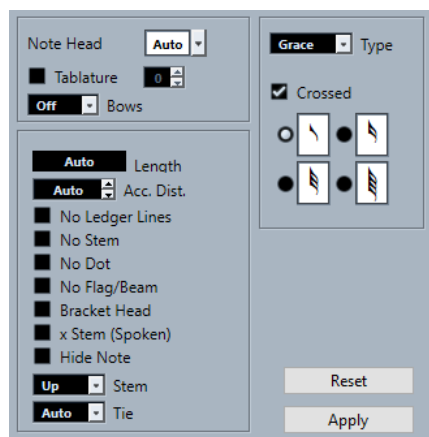 Note Head Auto
Tablature 0
Off Bows
Auto Length
Auto Acc. Dist.
No Ledger Lines
No Stem
No Dot
No Flag/Beam
Bracket Head
x Stem (Spoken)
Hide Note
Up Stem
Auto Tie
Grace Type
Crossed
Reset
Apply